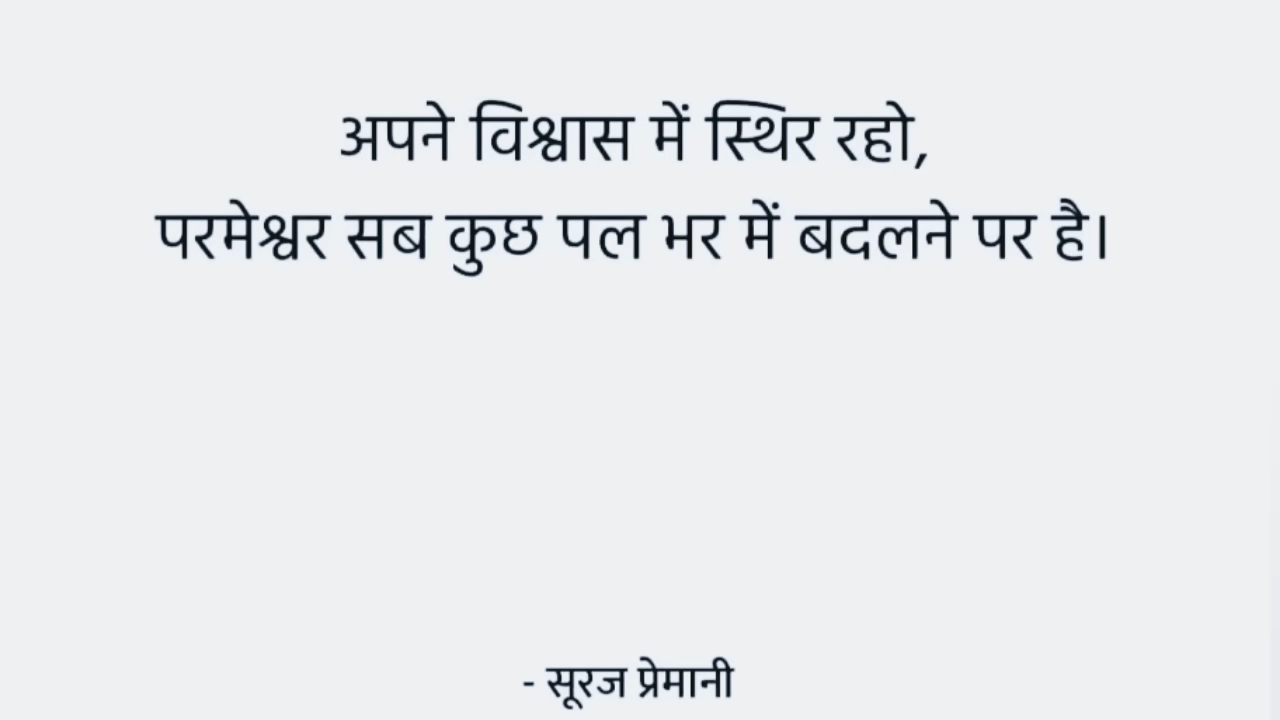 अपने विश्वास में स्थिर रहो,
परमेश्वर सब कुछ पल भर में बदलने पर है।
- सूरज प्रेमानी